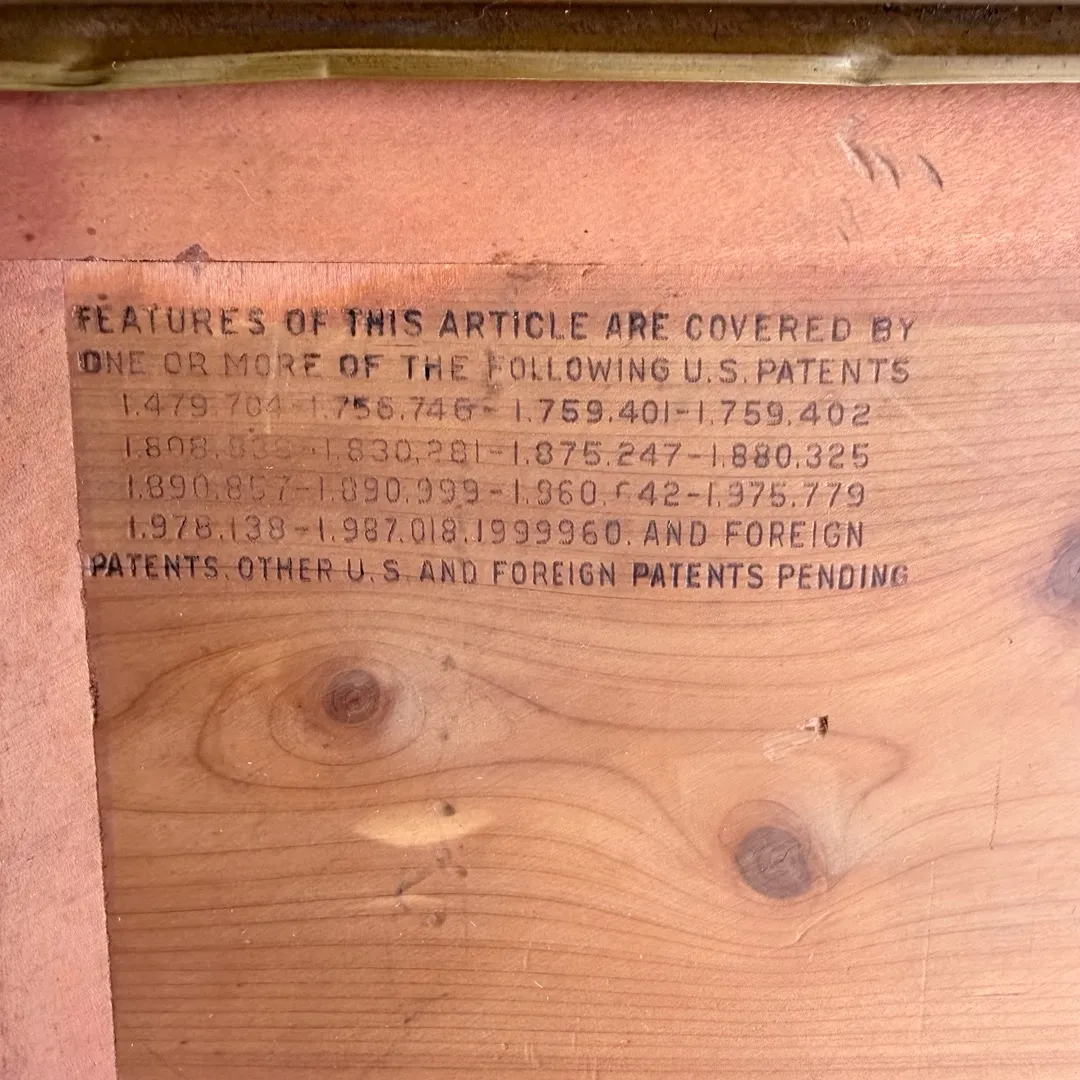 FEATURES OF THIS ARTICLE ARE COVERED BY
ONE OR MORE OF THE FOLLOWING U.S. PATENTS
1.479.704-1.756.746-1.759.401-1.759.402
1.830.281-1.875.247-1.880.325
1.890.857-1.890.999-1.975.779
1.978.138-1.987.018.1999960. AND FOREIGN
PATENTS. OTHER U.S. AND FOREIGN PATENTS PENDING